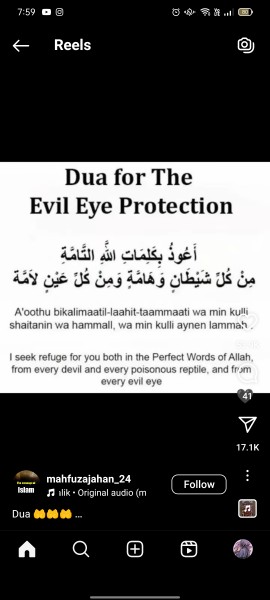 7:59
Reels
Dua for The
Evil Eye Protection
أَعُوذُ بِكَلِمَاتِ اللَّهِ التَّامَّةِ
مِنْ كُلِّ شَيْطَانٍ وَهَامَّةٍ وَمِنْ كُلِّ عَيْنٍ لاَمَّةٍ
A'oothu bikalimaatil-laahit-taammaati wa min kulli
shaitanin wa hammall, wa min kulli aynen lammah .
I seek refuge for you both in the Perfect Words of Allah,
from every devil and every poisonous reptile, and from
every evil eye
41
17.1K
Islam
mahfuzajahan_24
Follow
alik • Original audio (m
Dua 🤲🤲🤲 ...